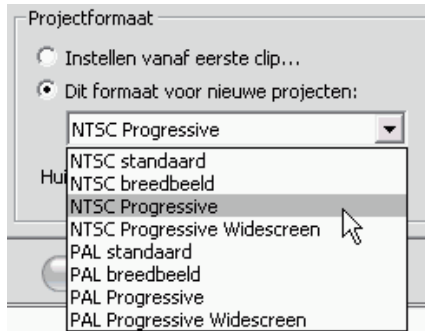 Projectformaat
Instellen vanaf eerste clip...
Dit formaat voor nieuwe projecten:
NTSC Progressive
NTSC standaard
Hui
NTSC breedbeeld
NTSC Progressive
NTSC Progressive Widescreen
PAL standaard
PAL breedbeeld
PAL Progressive
PAL Progressive Widescreen